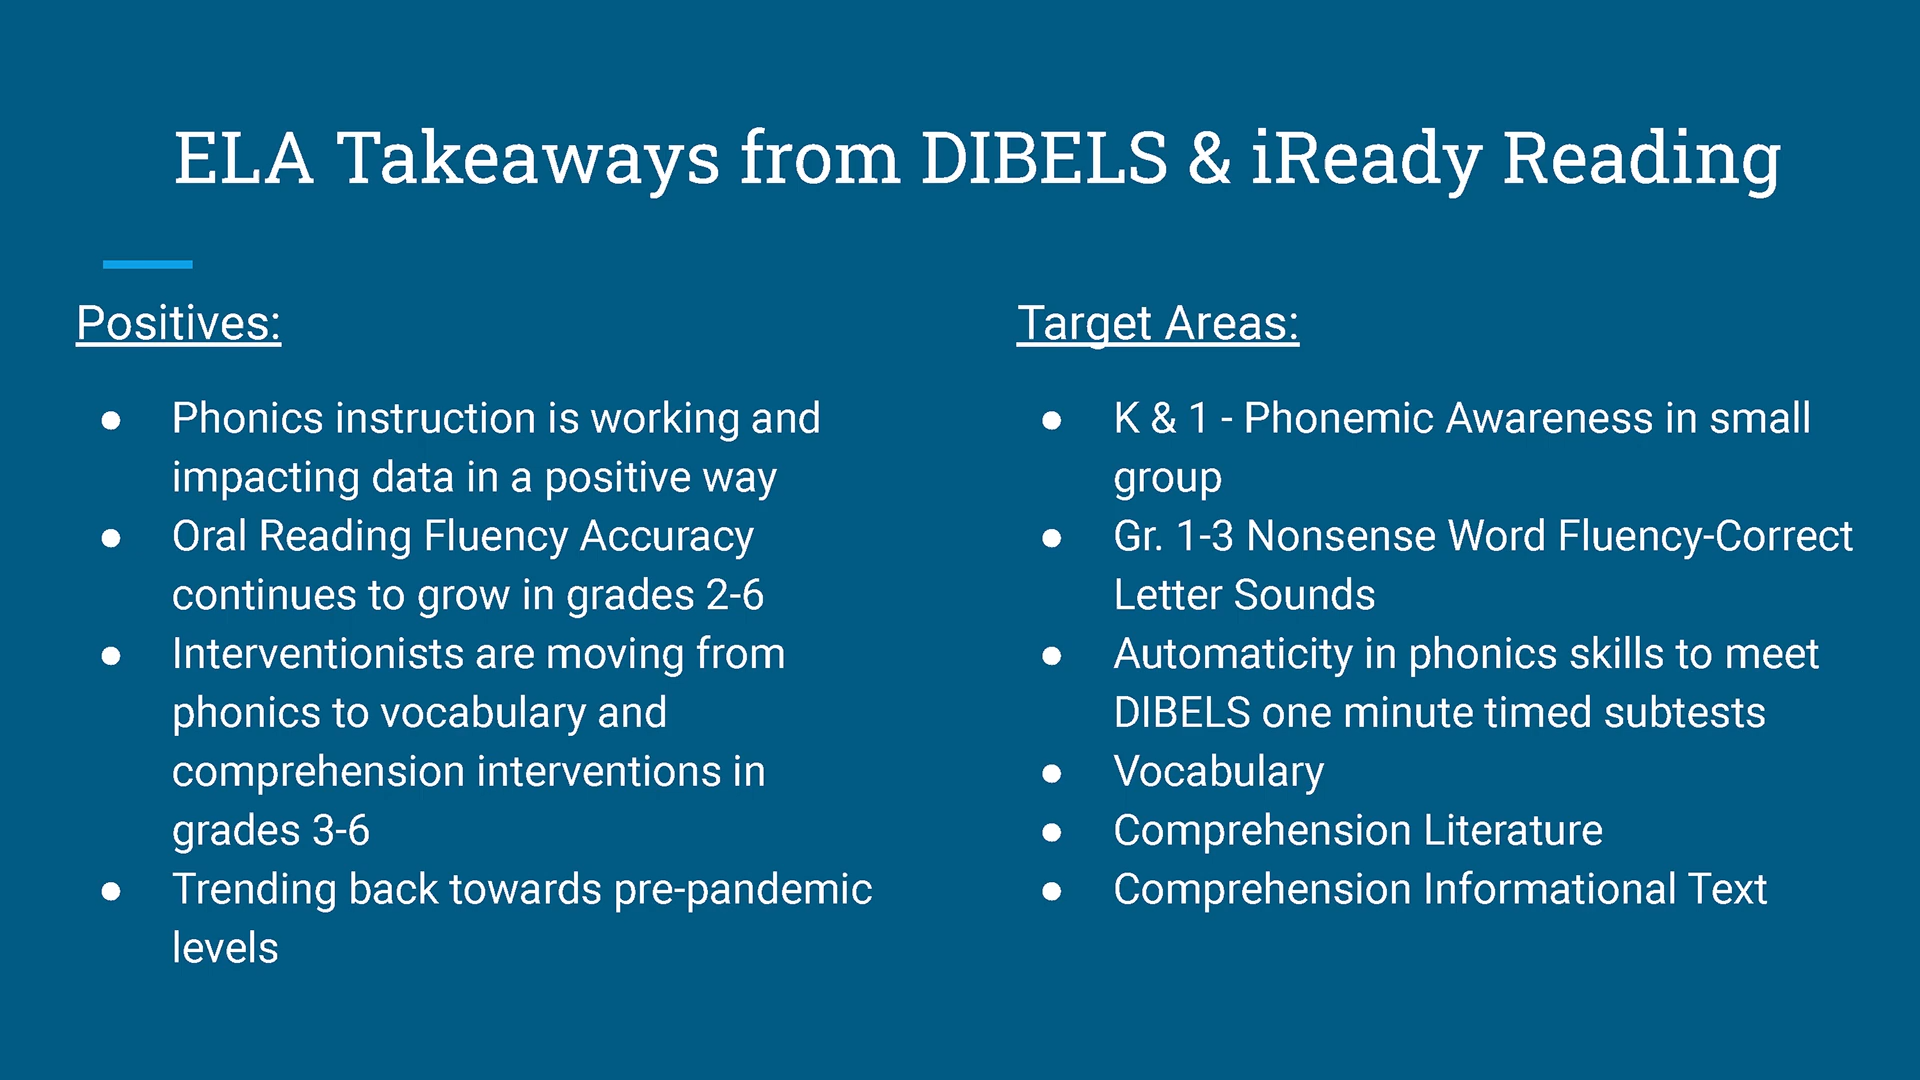 ELA Takeaways from DIBELS & iReady Reading
Positives:
● Phonics instruction is working and
impacting data in a positive way
● Oral Reading Fluency Accuracy
continues to grow in grades 2-6
● Interventionists are moving from
phonics to vocabulary and
comprehension interventions in
grades 3-6
● Trending back towards pre-pandemic
levels
Target Areas:
● K & 1 - Phonemic Awareness in small
group
● Gr. 1-3 Nonsense Word Fluency-Correct
Letter Sounds
● Automaticity in phonics skills to meet
DIBELS one minute timed subtests
● Vocabulary
● Comprehension Literature
● Comprehension Informational Text